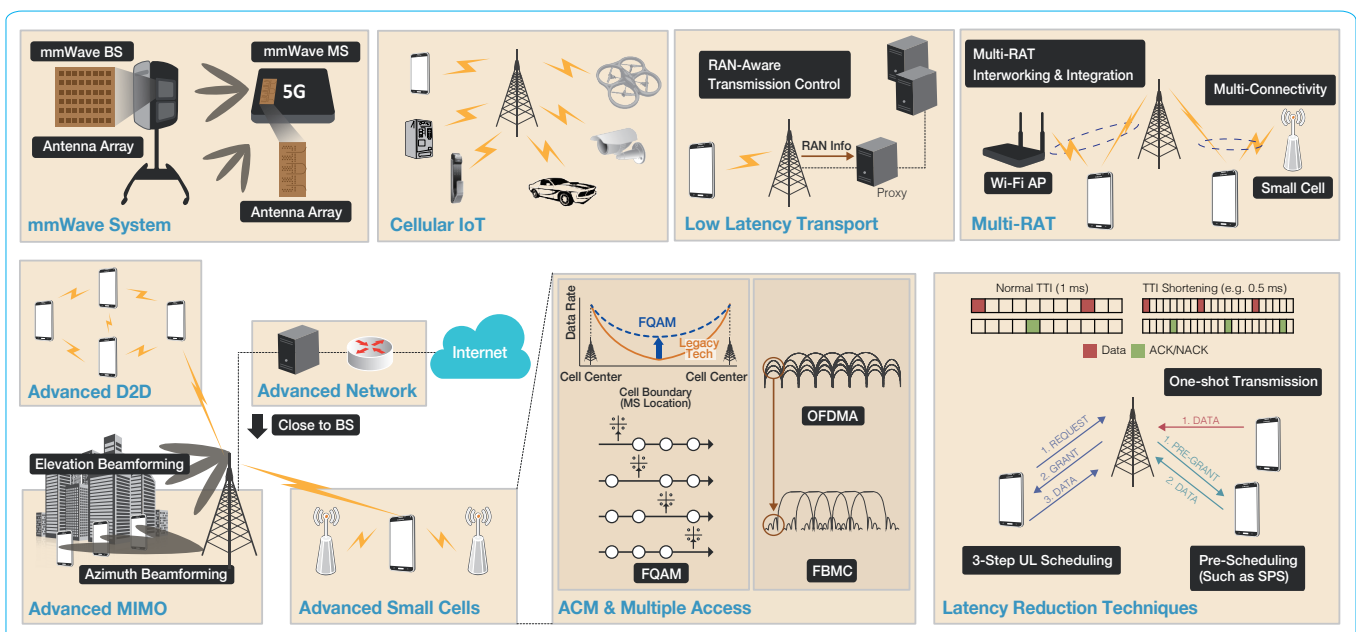 mmWave BS
mmWave MS
5G
Antenna Array
Antenna Array
mmWave System
Cellular IoT
RAN-Aware
Transmission Control
RAN Info
Proxy
Low Latency Transport
Multi-RAT
Interworking & Integration
Multi-Connectivity
Wi-Fi AP
Small Cell
Multi-RAT
Advanced D2D
Internet
Advanced Network
Close to BS
Elevation Beamforming
Azimuth Beamforming
Advanced MIMO
Advanced Small Cells
Data Rate
FQAM
Legacy
Tech
Cell Center
Cell Center
Cell Boundary
(MS Location)
FQAM
OFDMA
FBMC
ACM & Multiple Access
Normal TTI (1 ms)
TTI Shortening (e.g. 0.5 ms)
Data
ACK/NACK
One-shot Transmission
1. REQUEST
2. GRANT
3. DATA
1. DATA
1. PRE-GRANT
2. DATA
3-Step UL Scheduling
Pre-Scheduling
(Such as SPS)
Latency Reduction Techniques